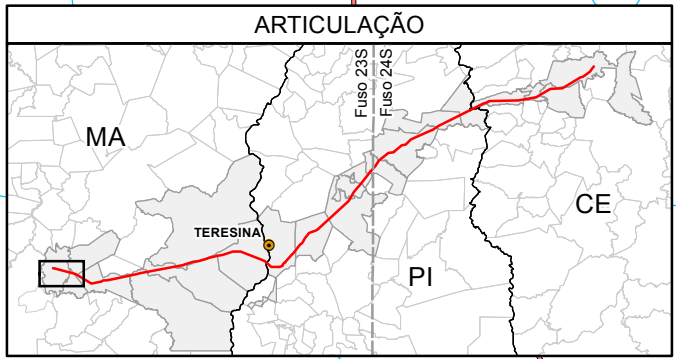 ARTICULAÇÃO
Fuso 23S
Fuso 24S
MA
CE
TERESINA
PI